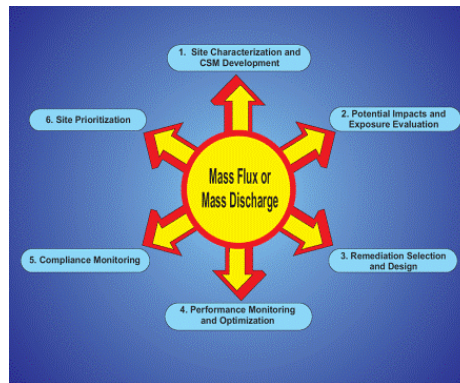 1. Site Characterization and
CSM Development
2. Potential Impacts and
Exposure Evaluation
3. Remediation Selection
and Design
4. Performance Monitoring
and Optimization
5. Compliance Monitoring
6. Site Prioritization
Mass Flux or
Mass Discharge